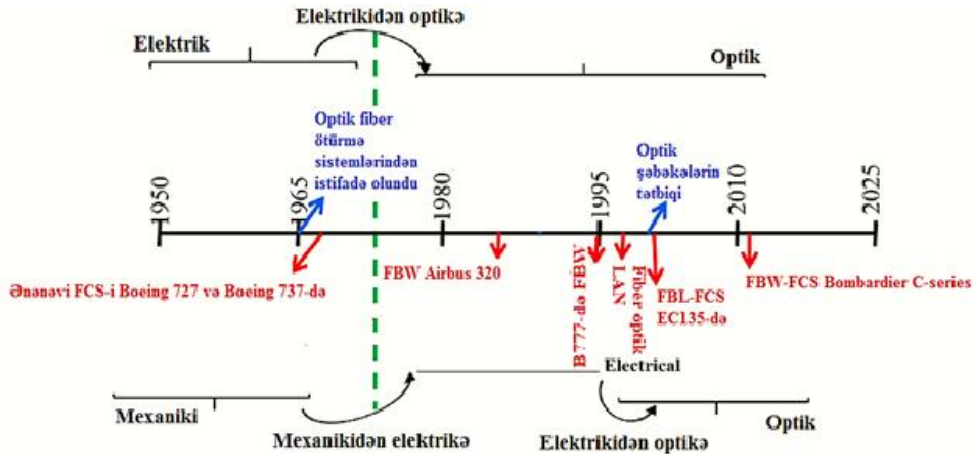 Elektrikidən optikə
Elektrik
Optik
Optik fiber
ötürmə
sistemlərindən
istifadə olundu
Optik
şəbəkələrin
tətbiqi
1950
1965
1980
1995
2010
2025
Ənənəvi FCS-i Boeing 727 və Boeing 737-də
FBW Airbus 320
B777-də FBW
Fiber optik
LAN
FBL-FCS
EC135-də
FBW-FCS Bombardier C-series
Electrical
Mexaniki
Mexanikidən elektrikə
Elektrikidən optikə
Optik